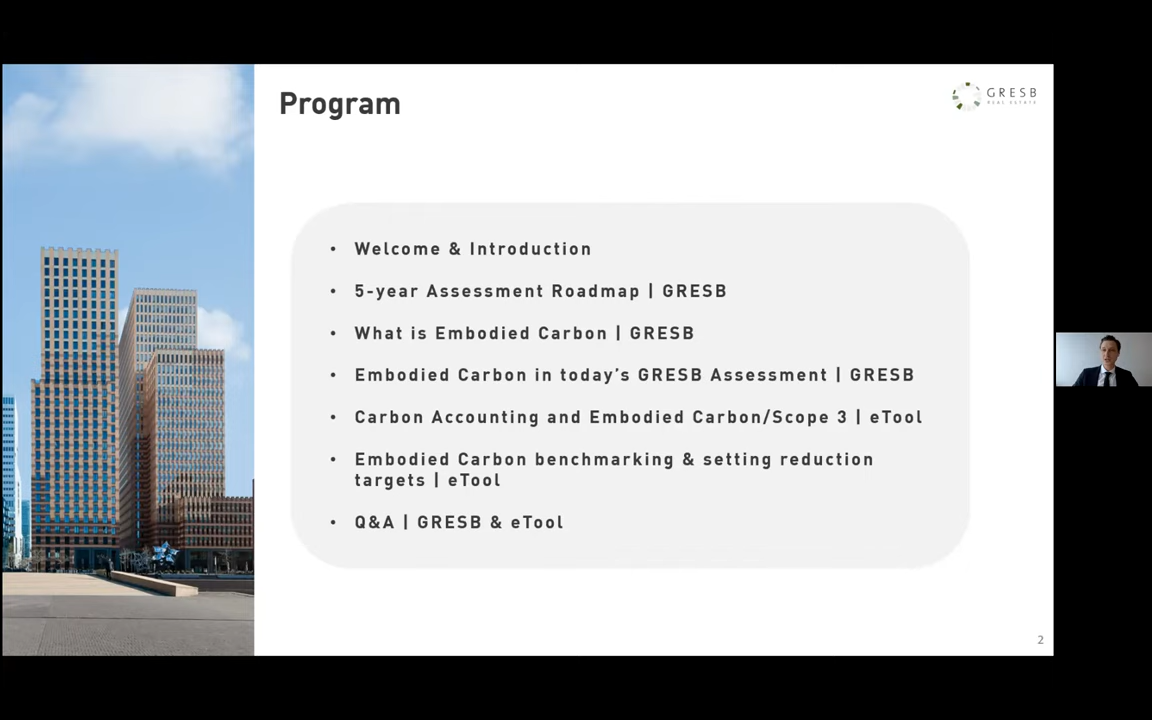 Program
GRESB
REAL ESTATE
• Welcome & Introduction
• 5-year Assessment Roadmap | GRESB
• What is Embodied Carbon | GRESB
• Embodied Carbon in today’s GRESB Assessment | GRESB
• Carbon Accounting and Embodied Carbon/Scope 3 | eTool
• Embodied Carbon benchmarking & setting reduction
targets | eTool
• Q&A | GRESB & eTool
2